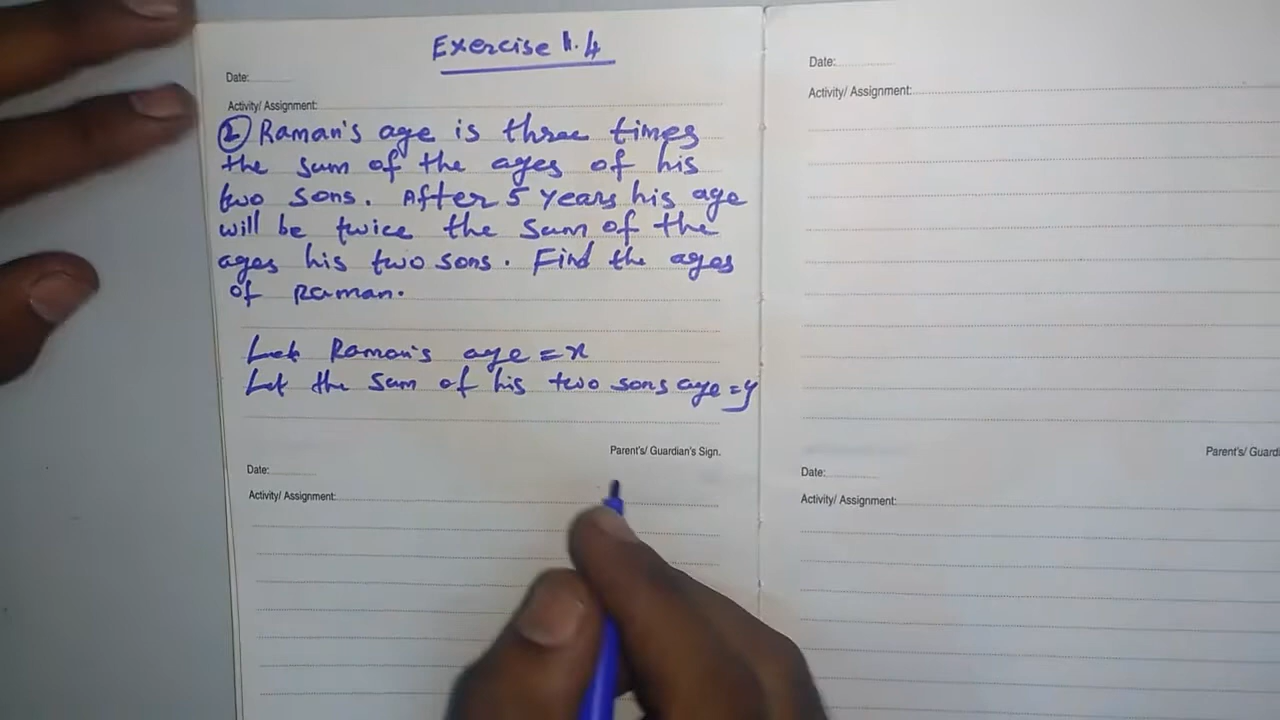 Exercise 11.4
Date:
Activity/ Assignment:
② Raman's age is three times
the sum of the ages of his
two sons. After 5 years his age
will be twice the sum of the
ages his two sons. Find the ages
of Raman.
Let Raman's age = x
Let the sum of his two sons age = y
Parent's/ Guardian's Sign.
Date:
Activity/ Assignment:
Date:
Activity/ Assignment:
Parent's/ Guardi
Date:
Activity/ Assignment: